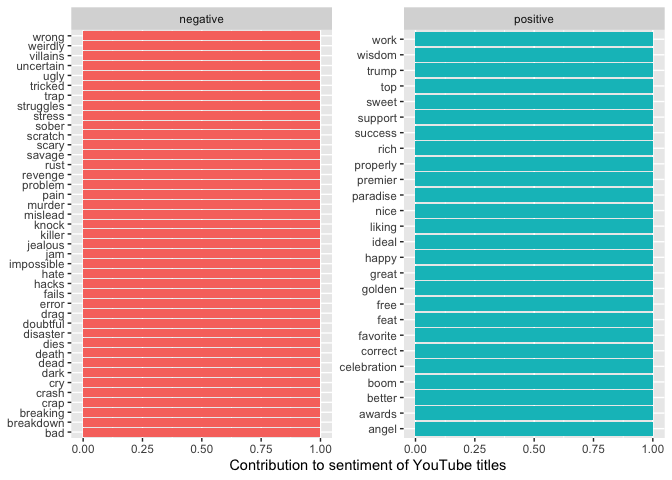 negative
wrong
weirdly
villains
uncertain
ugly
tricked
trap
struggles
stress
sober
scratch
scary
savage
rust
revenge
problem
pain
murder
mislead
knock
killer
jealous
jam
impossible
hate
hacks
fails
error
drag
doubtful
disaster
dies
death
dead
dark
cry
crash
crap
breaking
breakdown
bad
0.00 0.25 0.50 0.75 1.00
positive
work
wisdom
trump
top
sweet
support
success
rich
properly
premier
paradise
nice
liking
ideal
happy
great
golden
free
feat
favorite
correct
celebration
boom
better
awards
angel
0.00 0.25 0.50 0.75 1.00
Contribution to sentiment of YouTube titles